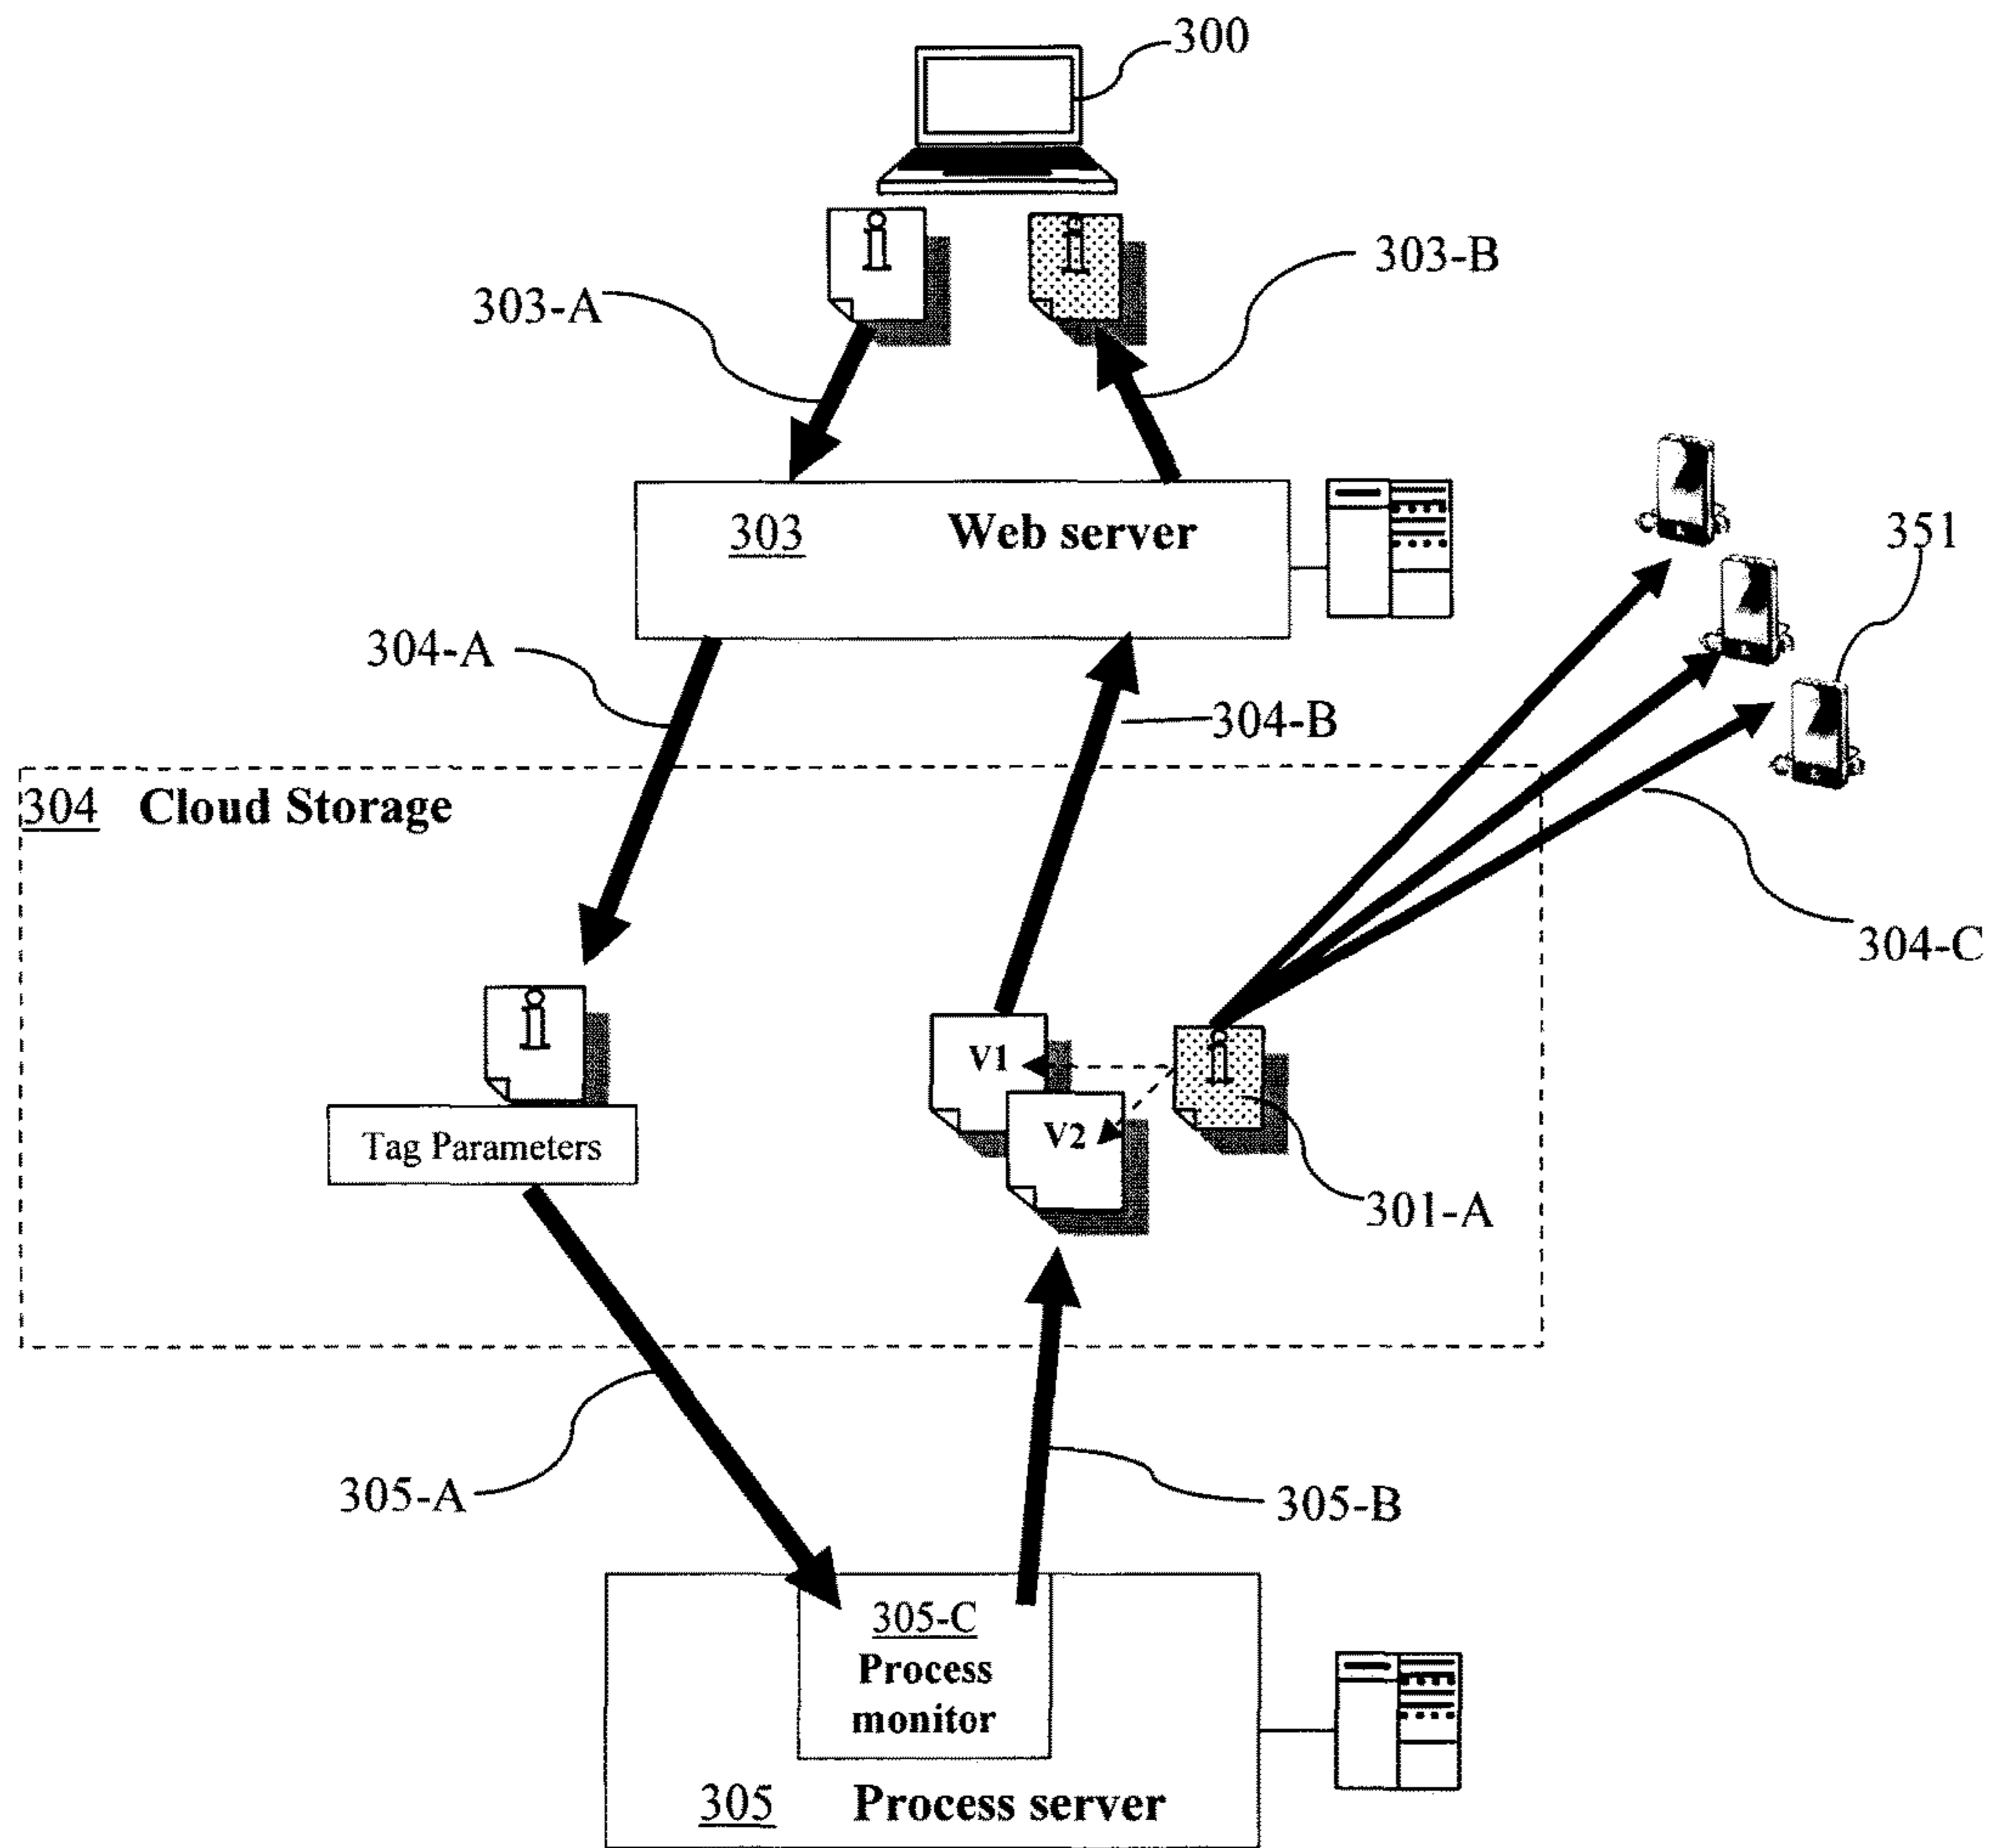 300
i
i
303-A
303-B
303 Web server
351
304-A
304-B
304 Cloud Storage
304-C
i
V1
i
Tag Parameters
V2
301-A
305-A
305-B
305-C
Process
monitor
305 Process server